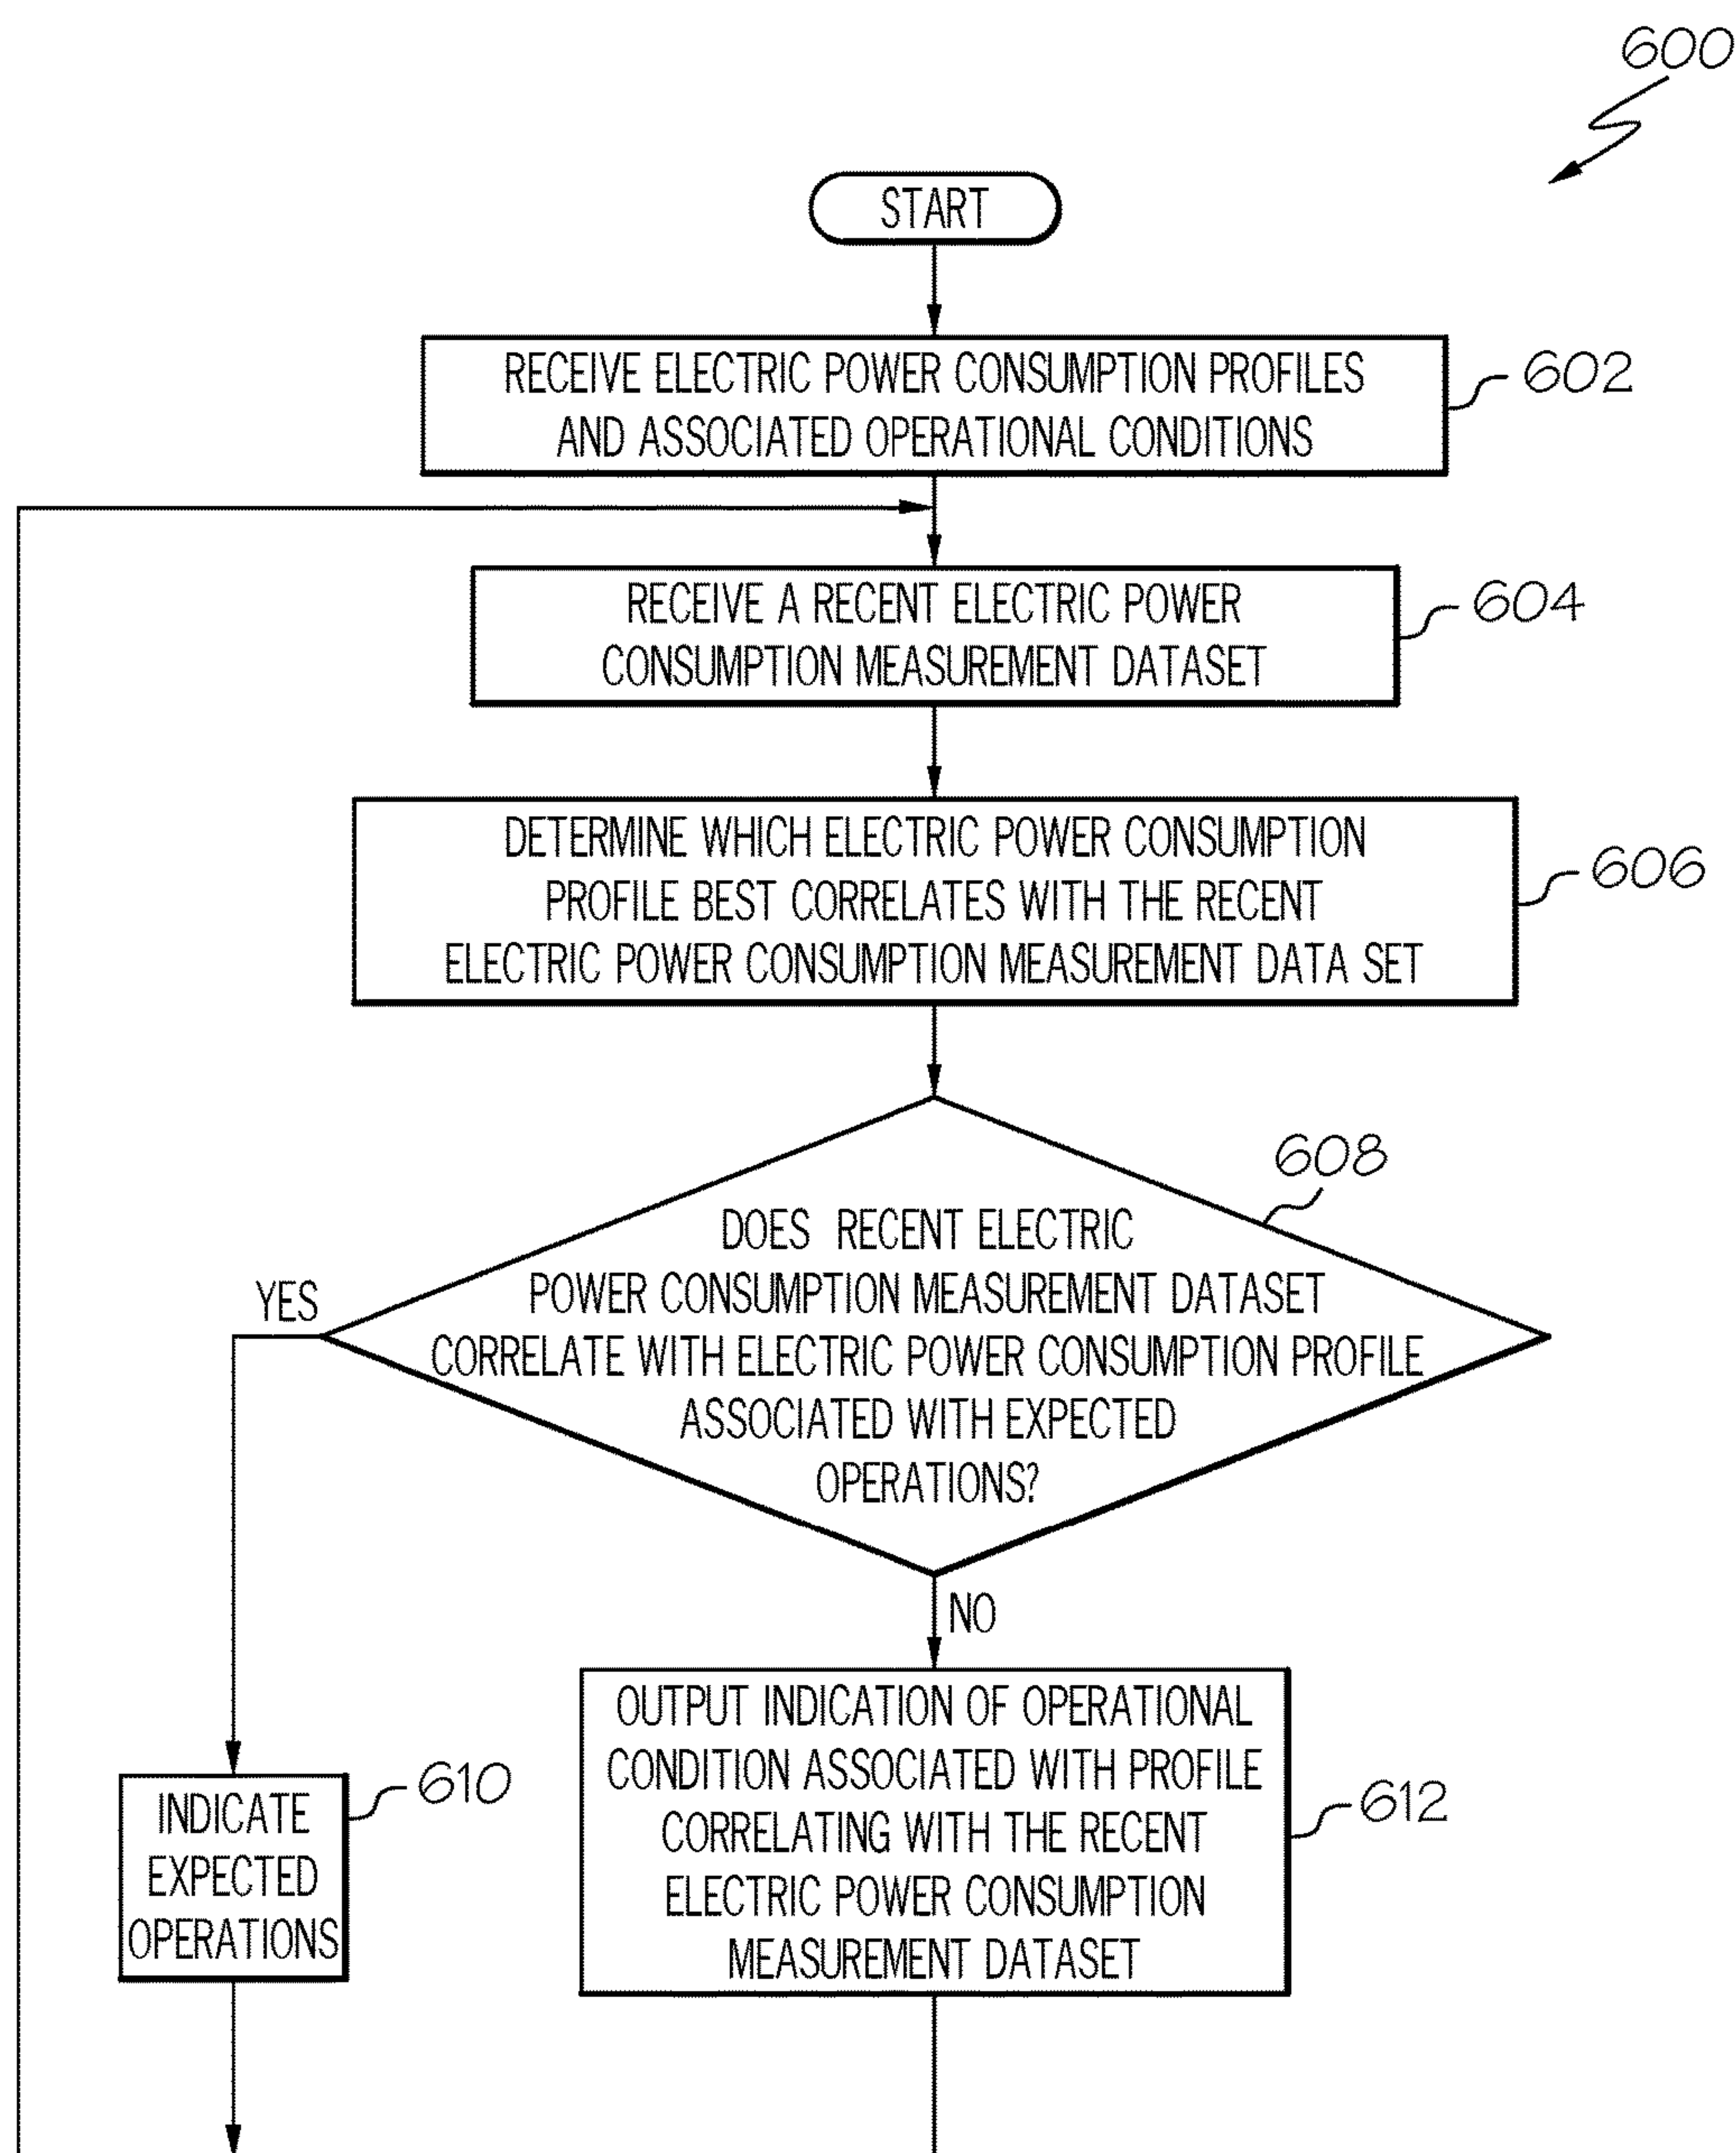 600
START
RECEIVE ELECTRIC POWER CONSUMPTION PROFILES
AND ASSOCIATED OPERATIONAL CONDITIONS
602
RECEIVE A RECENT ELECTRIC POWER
CONSUMPTION MEASUREMENT DATASET
604
DETERMINE WHICH ELECTRIC POWER CONSUMPTION
PROFILE BEST CORRELATES WITH THE RECENT
ELECTRIC POWER CONSUMPTION MEASUREMENT DATA SET
606
608
DOES RECENT ELECTRIC
POWER CONSUMPTION MEASUREMENT DATASET
CORRELATE WITH ELECTRIC POWER CONSUMPTION PROFILE
ASSOCIATED WITH EXPECTED
OPERATIONS?
YES
NO
INDICATE
EXPECTED
OPERATIONS
610
OUTPUT INDICATION OF OPERATIONAL
CONDITION ASSOCIATED WITH PROFILE
CORRELATING WITH THE RECENT
ELECTRIC POWER CONSUMPTION
MEASUREMENT DATASET
612